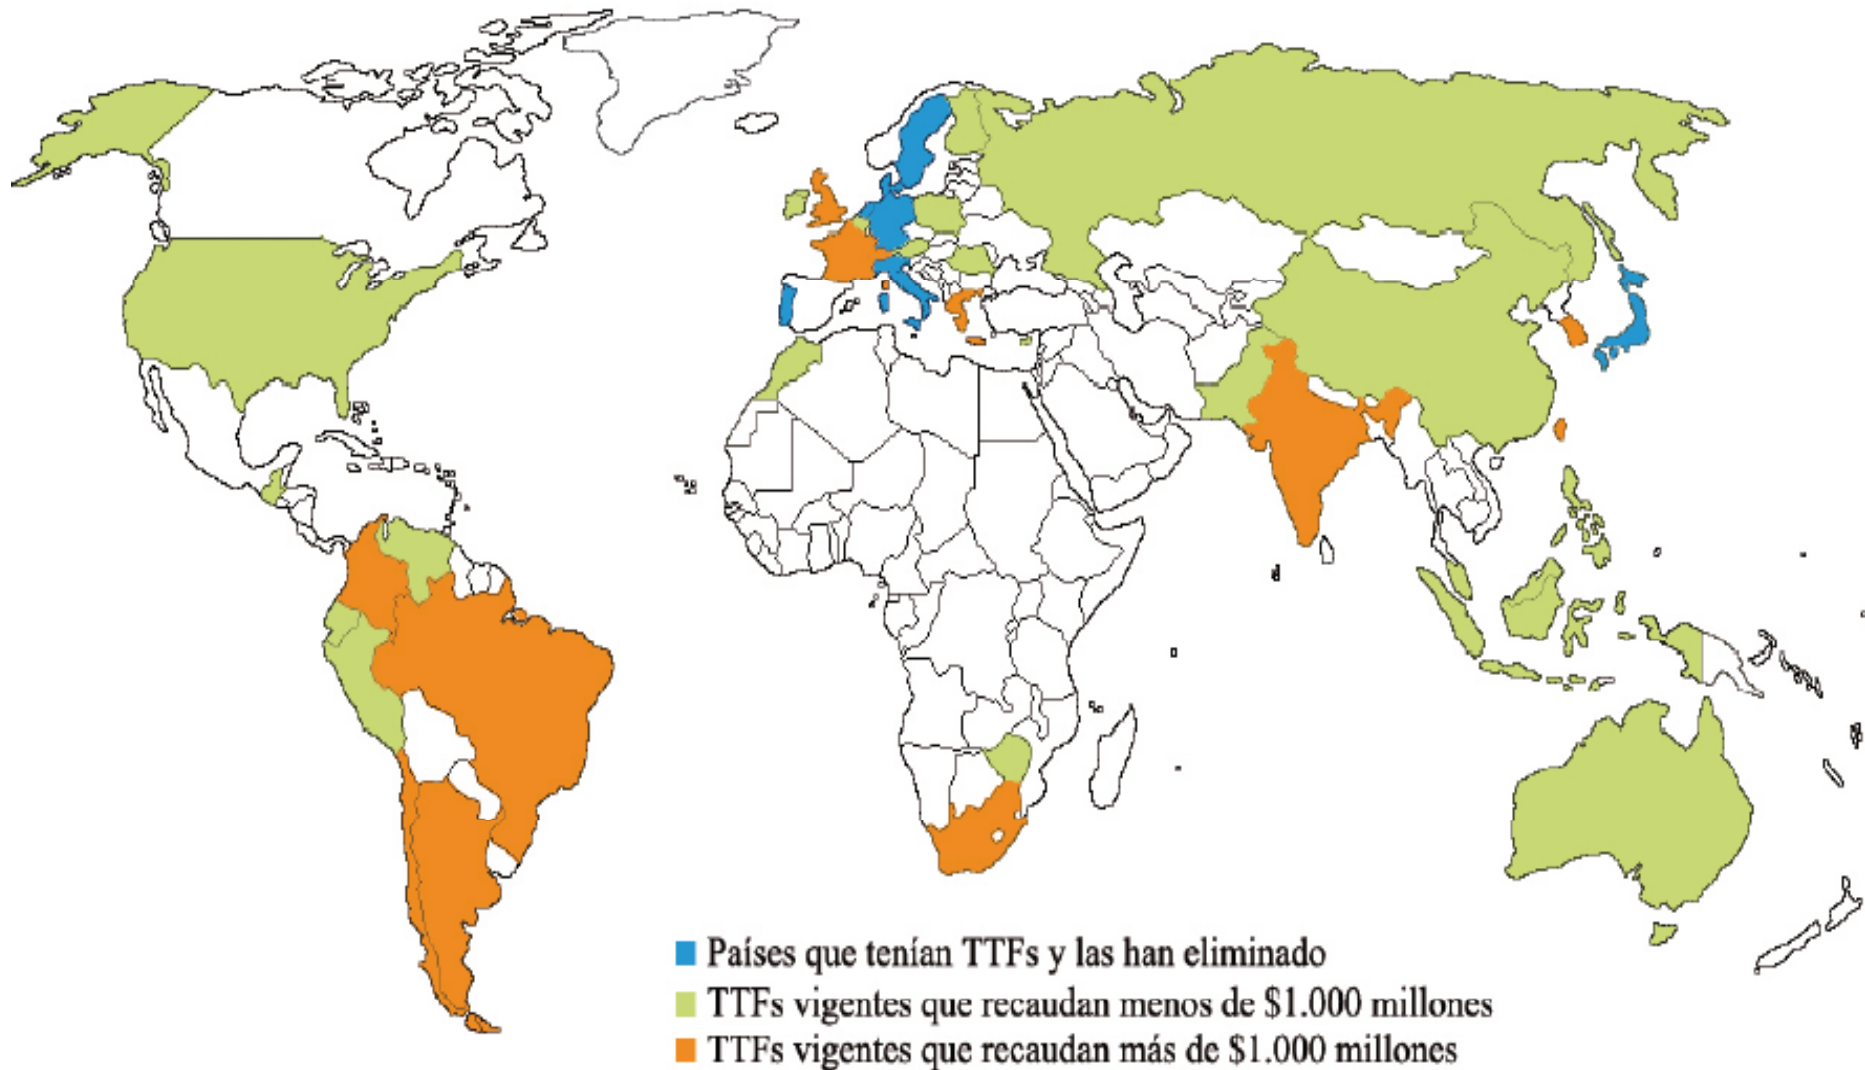 Países que tenían TTFs y las han eliminado
TTFs vigentes que recaudan menos de $1.000 millones
TTFs vigentes que recaudan más de $1.000 millones